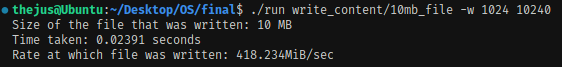 thejus@Ubuntu:~/Desktop/OS/final$ ./run write_content/10mb_file -w 1024 10240
Size of the file that was written: 10 MB
Time taken: 0.02391 seconds
Rate at which file was written: 418.234MiB/sec